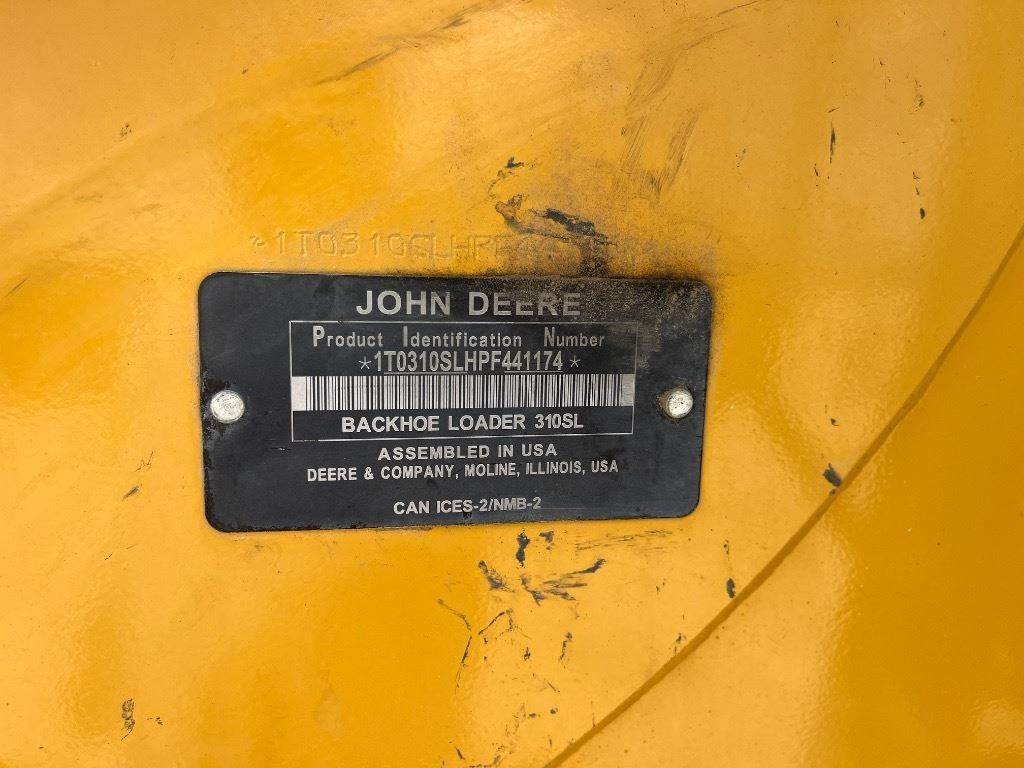 *1T0310SLHPF
JOHN DEERE
Product Identification Number
*1T0310SLHPF441174*
BACKHOE LOADER 310SL
ASSEMBLED IN USA
DEERE & COMPANY, MOLINE, ILLINOIS, USA
CAN ICES-2/NMB-2